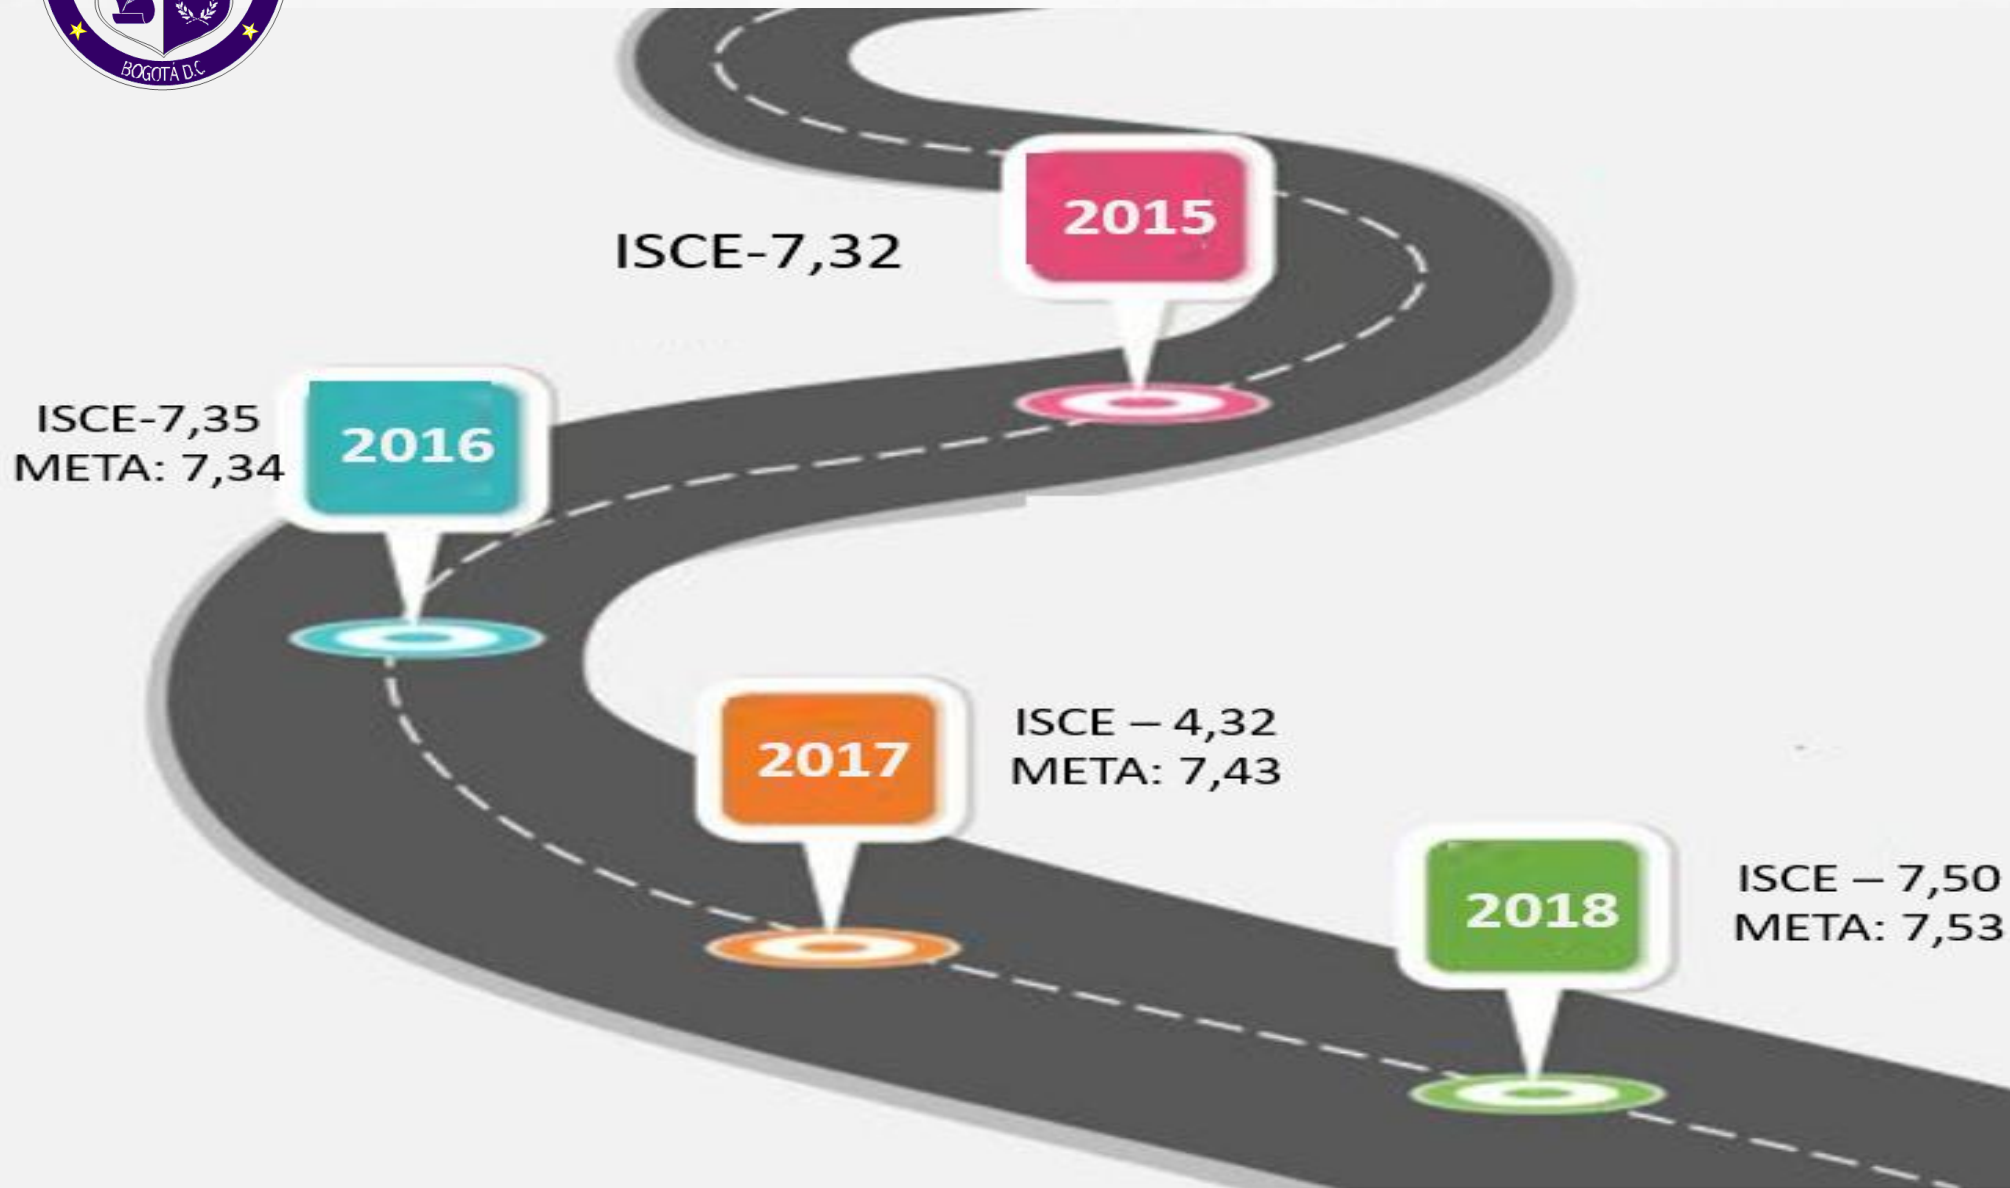 BOGOTÁ D.C
2015
ISCE-7,32
2016
ISCE-7,35
META: 7,34
2017
ISCE – 4,32
META: 7,43
2018
ISCE – 7,50
META: 7,53